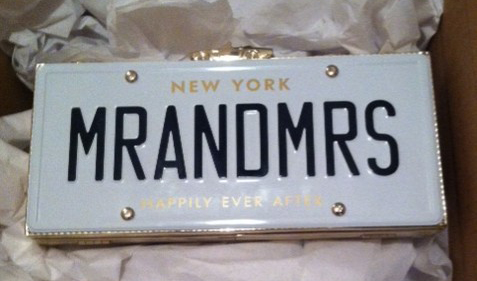 NEW YORK
MRANDMRS
HAPPILY EVER AFTER